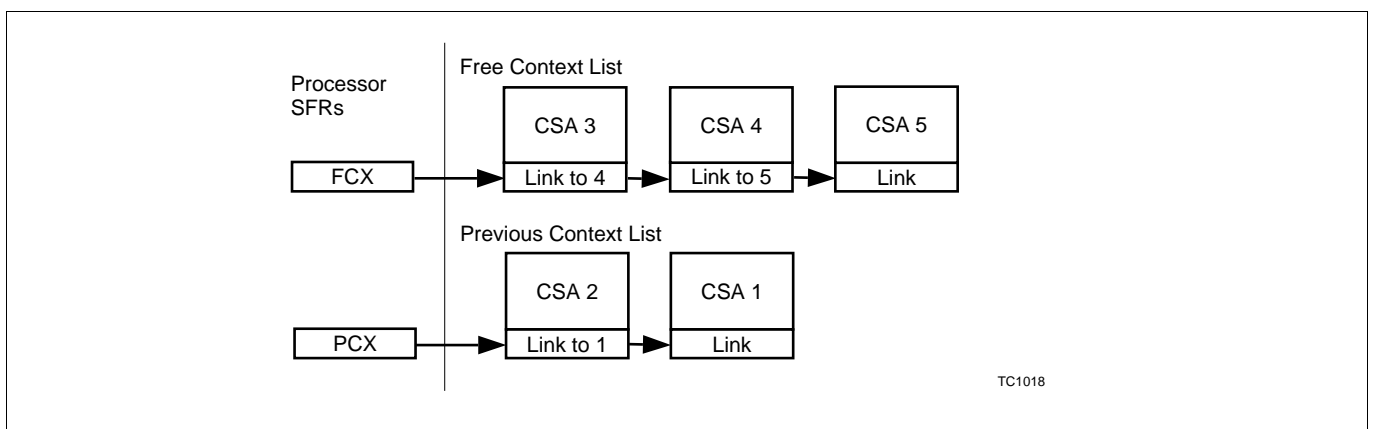 Free Context List
Processor
SFRs
CSA 3
CSA 4
CSA 5
FCX
Link to 4
Link to 5
Link
Previous Context List
CSA 2
CSA 1
PCX
Link to 1
Link
TC1018